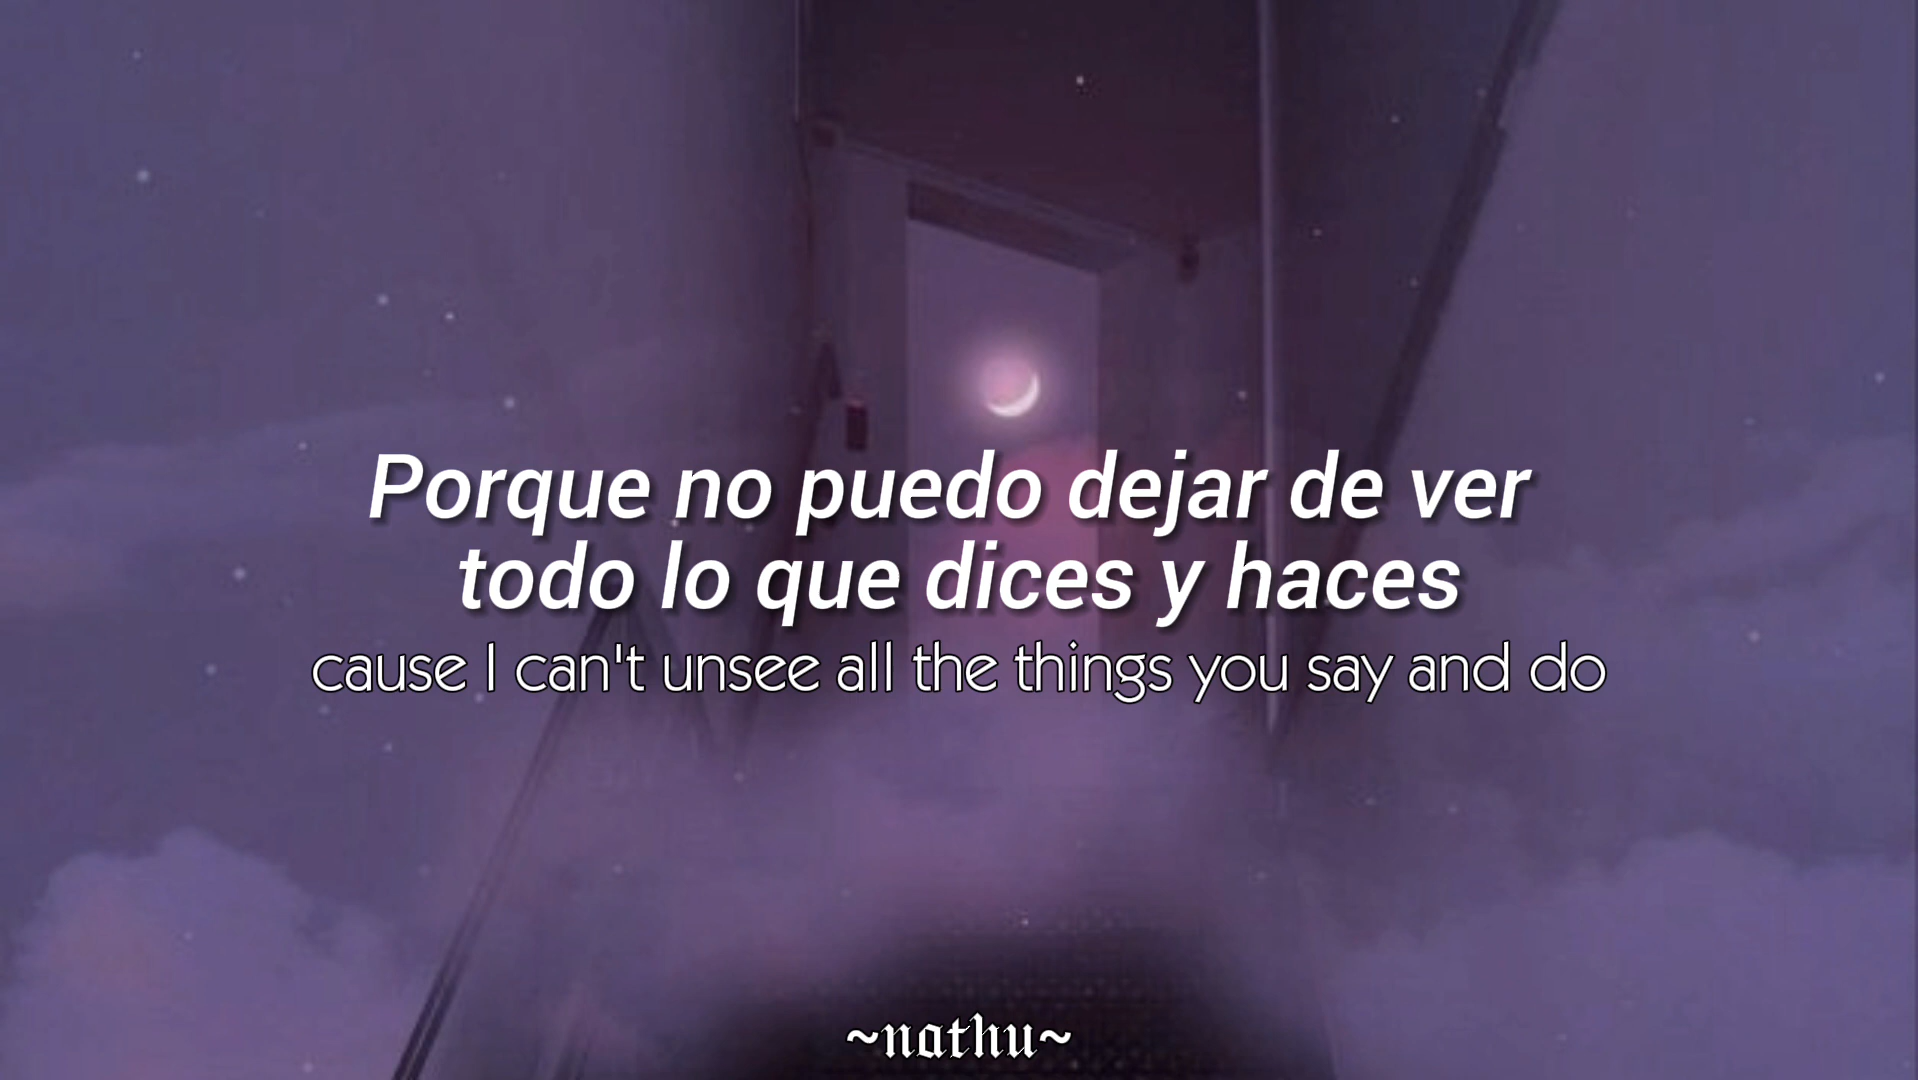 Porque no puedo dejar de ver
todo lo que dices y haces
cause I can't unsee all the things you say and do
~nathu~